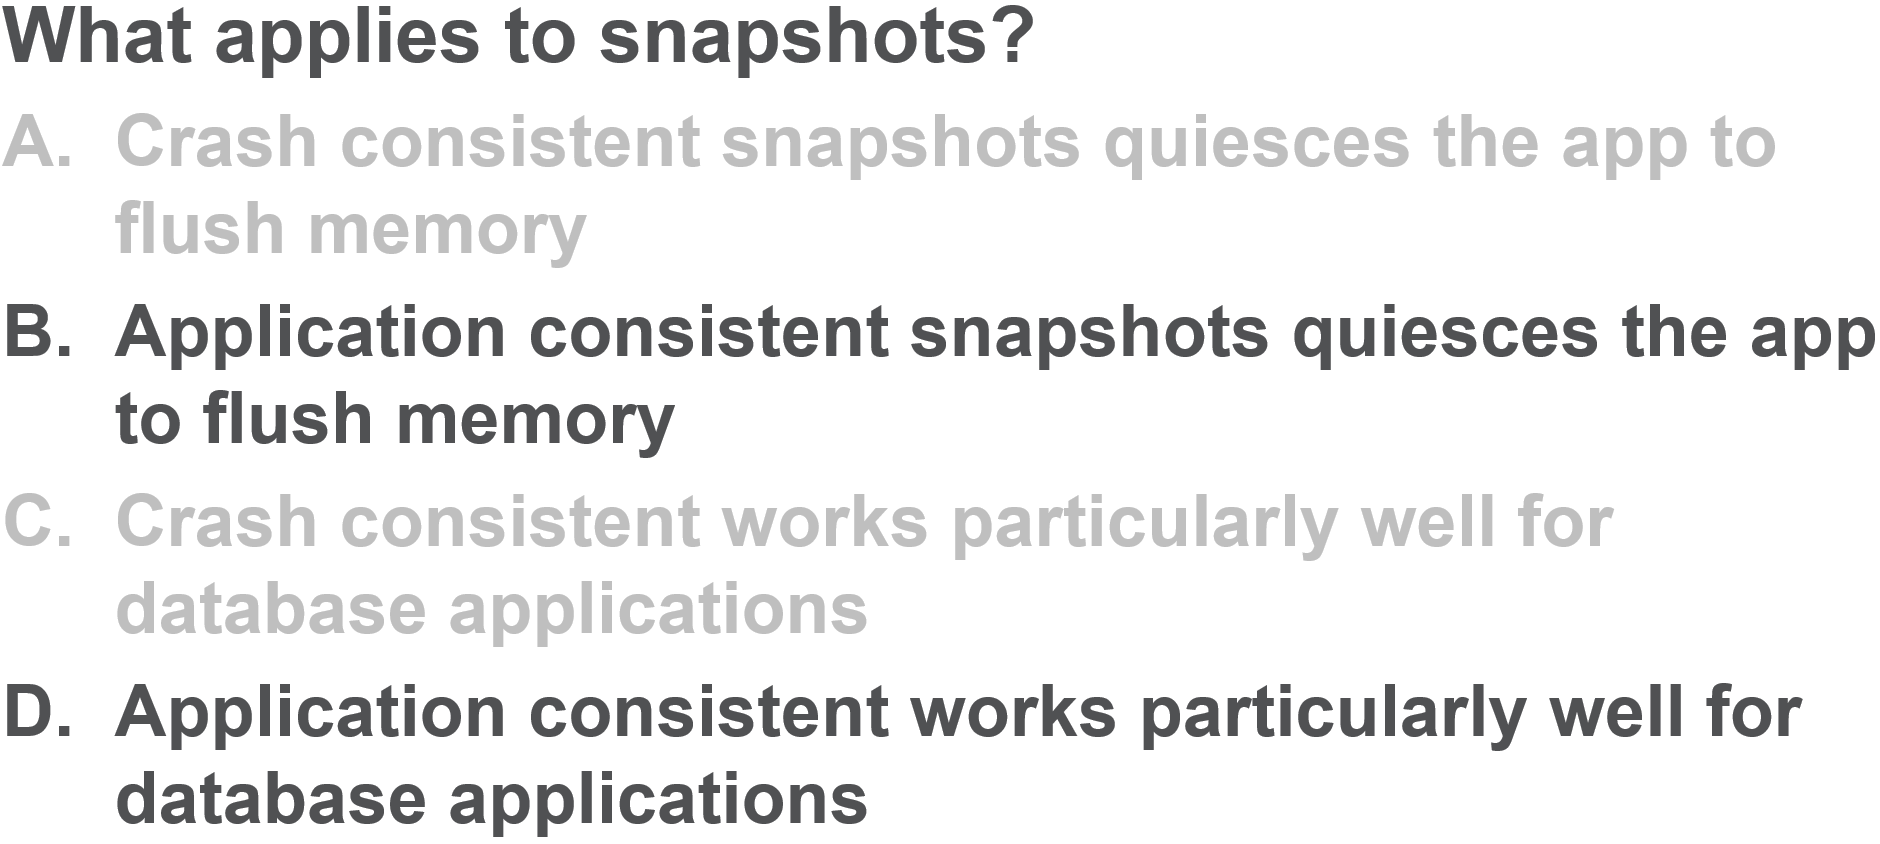 What applies to snapshots?
A. Crash consistent snapshots quiesces the app to
flush memory
B. Application consistent snapshots quiesces the app
to flush memory
C. Crash consistent works particularly well for
database applications
D. Application consistent works particularly well for
database applications